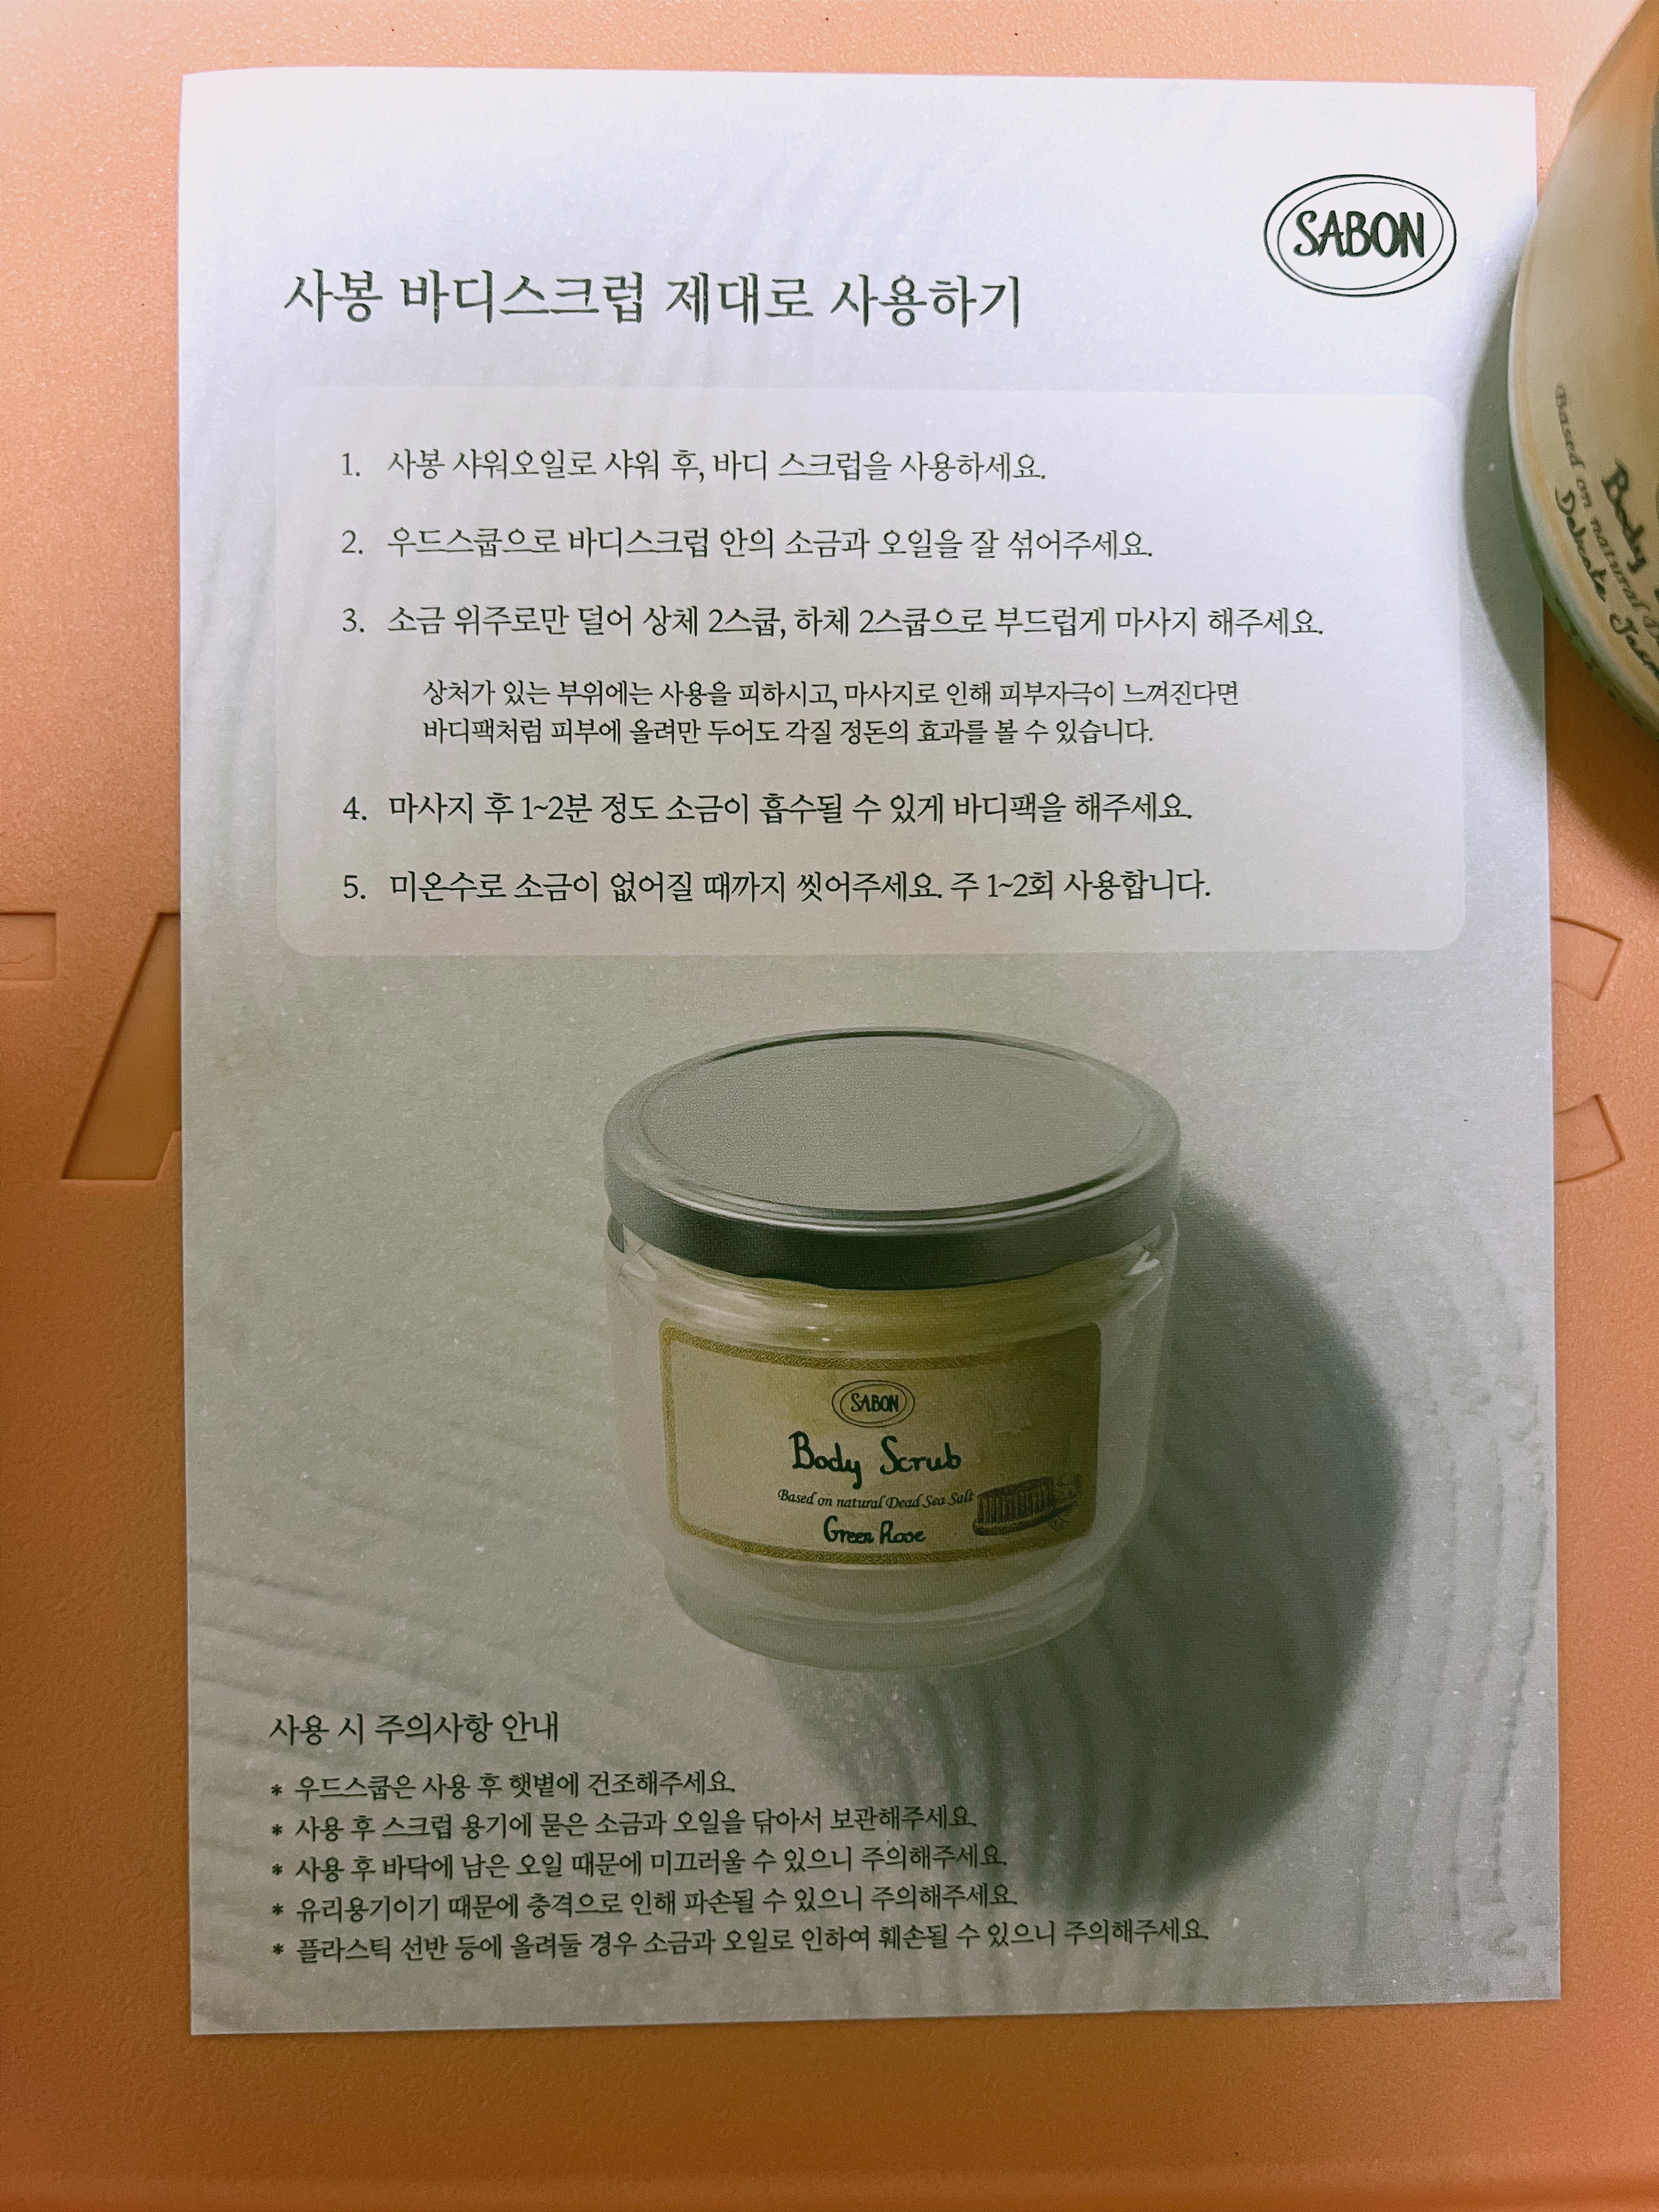 SABON
사봉 바디스크럽 제대로 사용하기
1. 사봉 샤워오일로 샤워 후, 바디 스크럽을 사용하세요.
2. 우드스쿱으로 바디스크럽 안의 소금과 오일을 잘 섞어주세요.
3. 소금 위주로만 덜어 상체 2스쿱, 하체 2스쿱으로 부드럽게 마사지 해주세요.
상처가 있는 부위에는 사용을 피하시고, 마사지로 인해 피부자극이 느껴진다면
바디팩처럼 피부에 올려만 두어도 각질 정돈의 효과를 볼 수 있습니다.
4. 마사지 후 1~2분 정도 소금이 흡수될 수 있게 바디팩을 해주세요.
5. 미온수로 소금이 없어질 때까지 씻어주세요. 주 1~2회 사용합니다.
Based on natural
Body
Delicate
SABON
Body Scrub
Based on natural Dead Sea Salt
Green Rose
사용 시 주의사항 안내
* 우드스쿱은 사용 후 햇볕에 건조해주세요.
* 사용 후 스크럽 용기에 묻은 소금과 오일을 닦아서 보관해주세요.
* 사용 후 바닥에 남은 오일 때문에 미끄러울 수 있으니 주의해주세요.
* 유리용기이기 때문에 충격으로 인해 파손될 수 있으니 주의해주세요.
* 플라스틱 선반 등에 올려둘 경우 소금과 오일로 인하여 훼손될 수 있으니 주의해주세요.